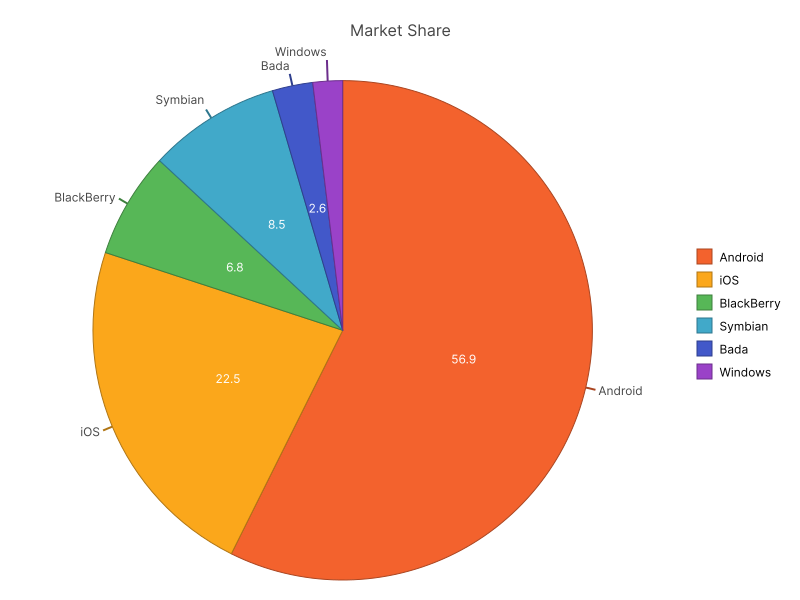 Market Share
Windows
Bada
Symbian
BlackBerry
iOS
Android
2.6
8.5
6.8
22.5
56.9
Android
iOS
BlackBerry
Symbian
Bada
Windows